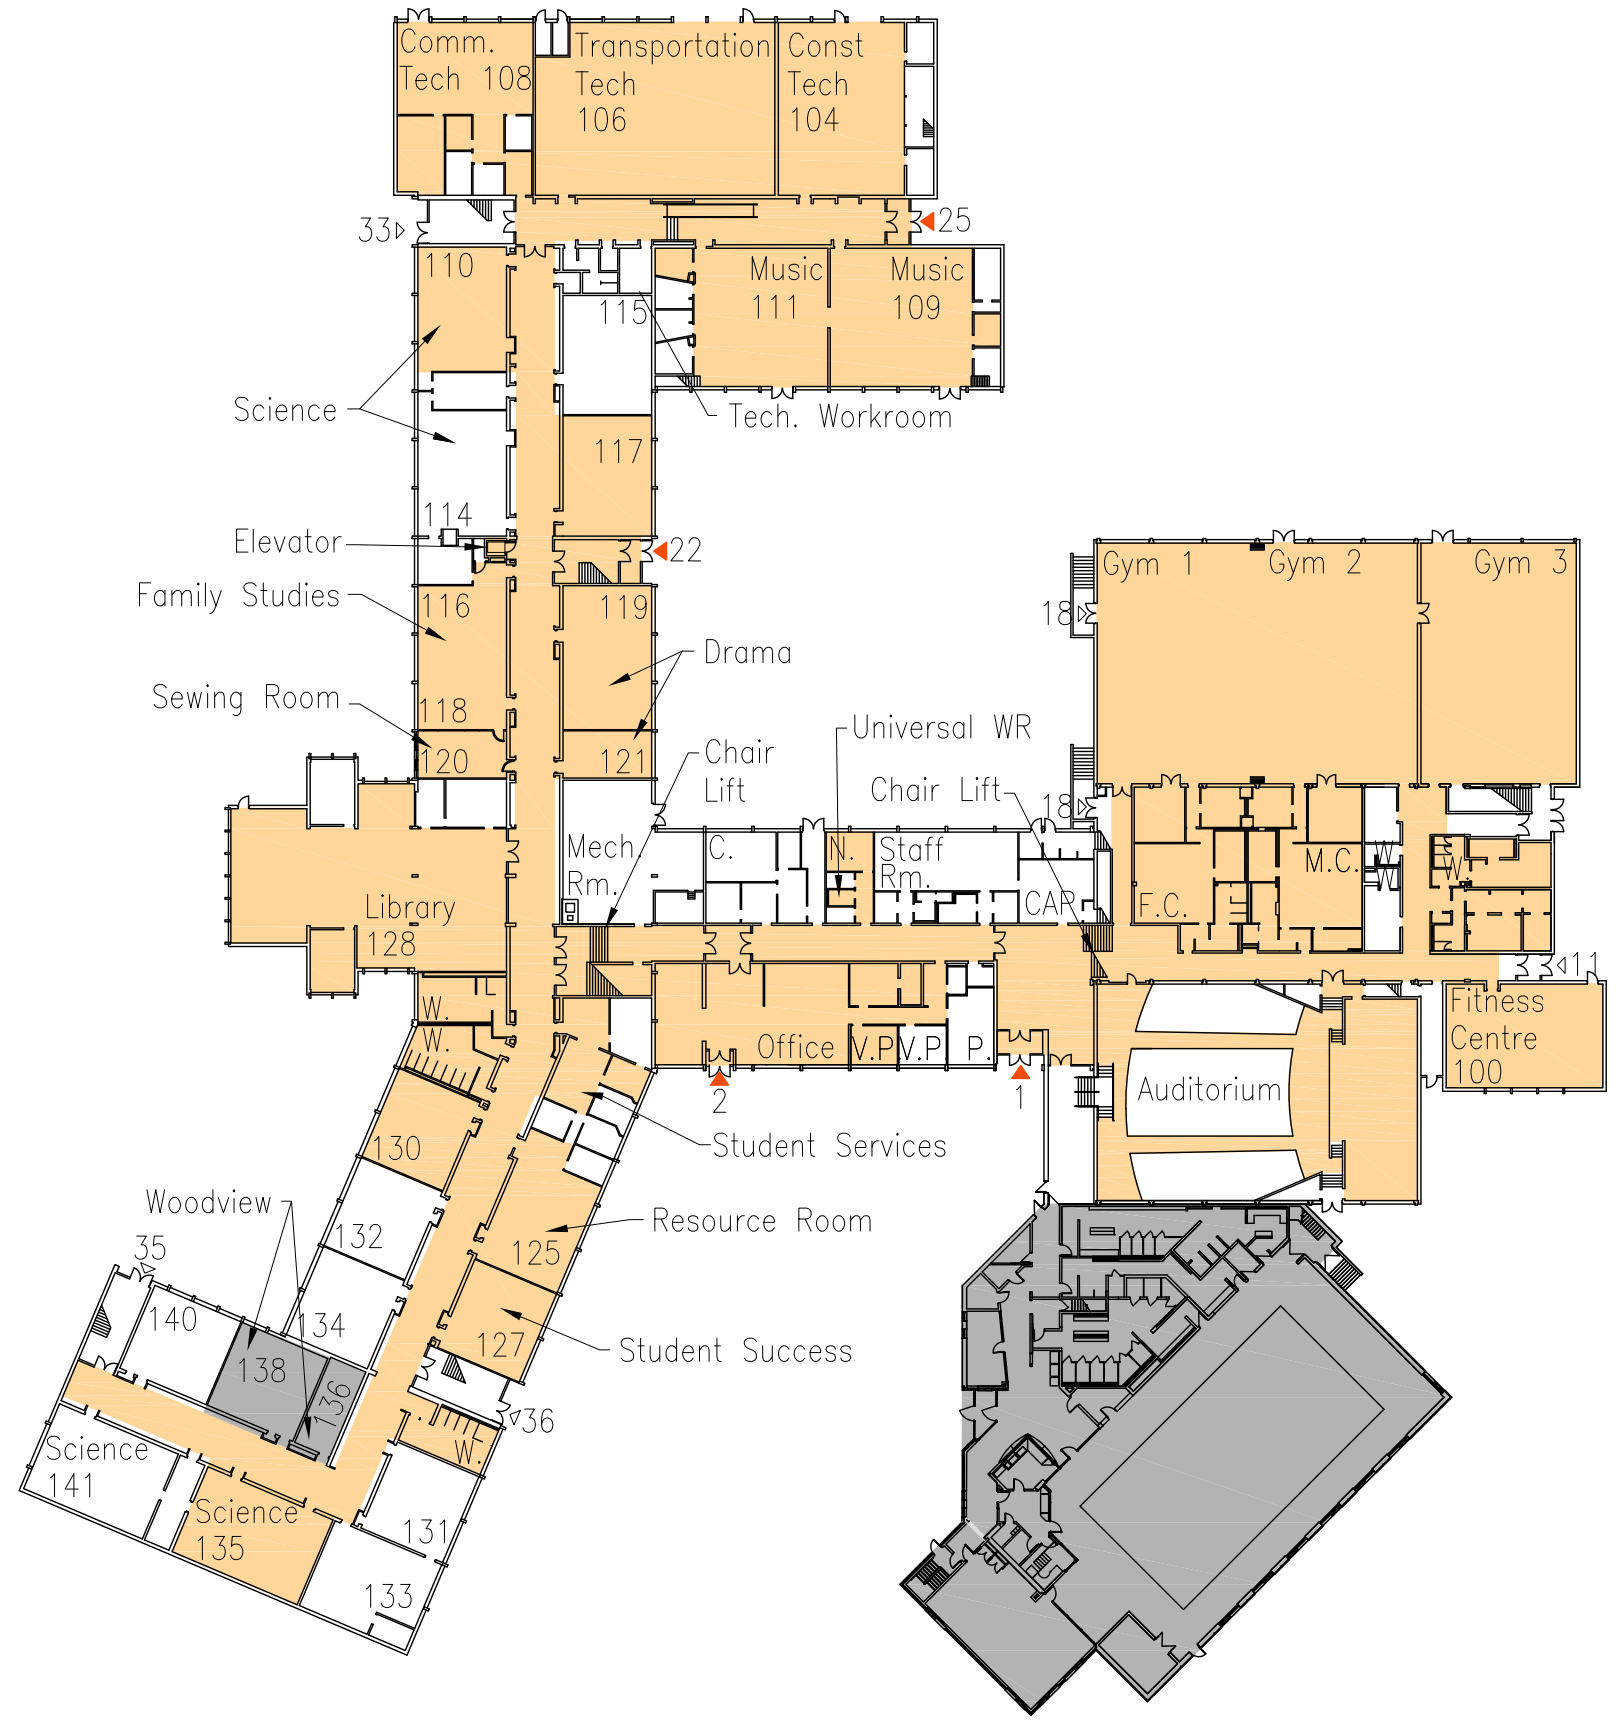 Comm.
Tech 108
Transportation
Tech
106
Const
Tech
104
33
25
110
Music
111
Music
109
115
Science
Tech. Workroom
117
114
Elevator
22
Family Studies
116
119
Drama
Sewing Room
118
120
121
Gym 1
Gym 2
Gym 3
18
Universal WR
Chair
Lift
Chair Lift
18
Mech.
Rm.
C.
N.
Staff
Rm.
CAP
F.C.
M.C.
W
W
W.
Library
128
11
W.
W.
Office
V.P
V.P
P.
Fitness
Centre
100
2
1
Auditorium
130
Student Services
Woodview
132
Resource Room
125
35
140
134
127
Student Success
138
136
36
W.
Science
141
Science
135
131
133